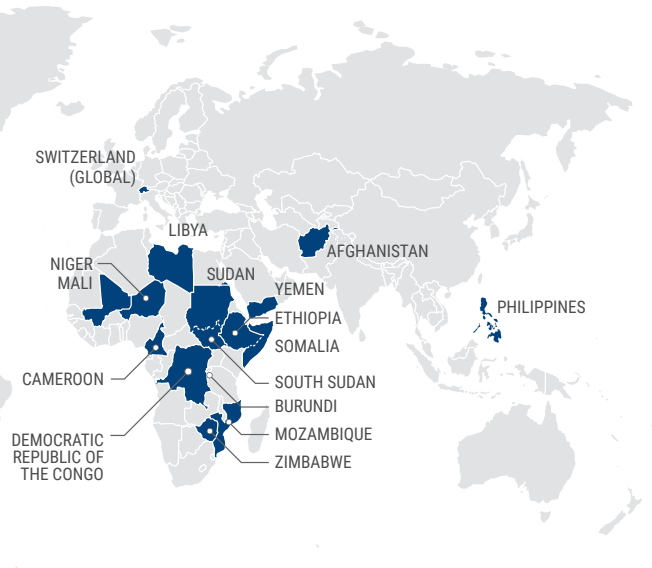 SWITZERLAND
(GLOBAL)
LIBYA
AFGHANISTAN
NIGER
MALI
SUDAN
YEMEN
PHILIPPINES
ETHIOPIA
SOMALIA
CAMEROON
SOUTH SUDAN
BURUNDI
MOZAMBIQUE
DEMOCRATIC
REPUBLIC OF
THE CONGO
ZIMBABWE